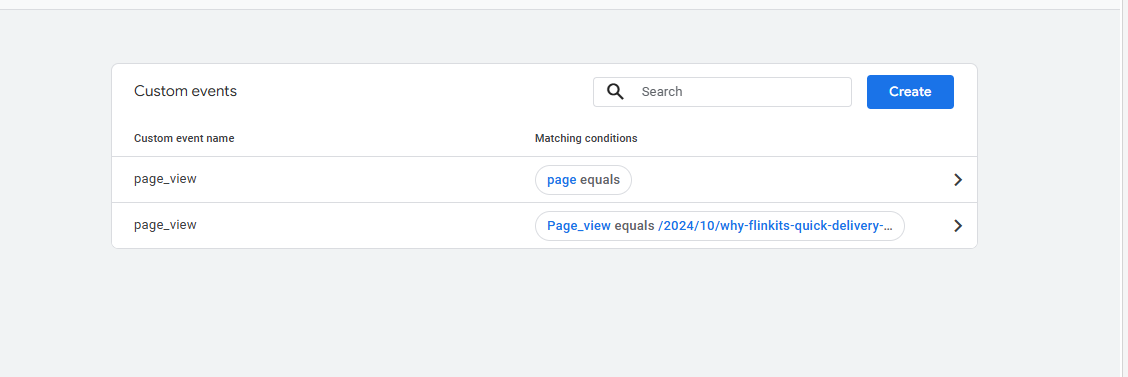 Custom events
Search
Create
Custom event name
Matching conditions
page_view
page equals
page_view
Page_view equals /2024/10/why-flinkits-quick-delivery-...